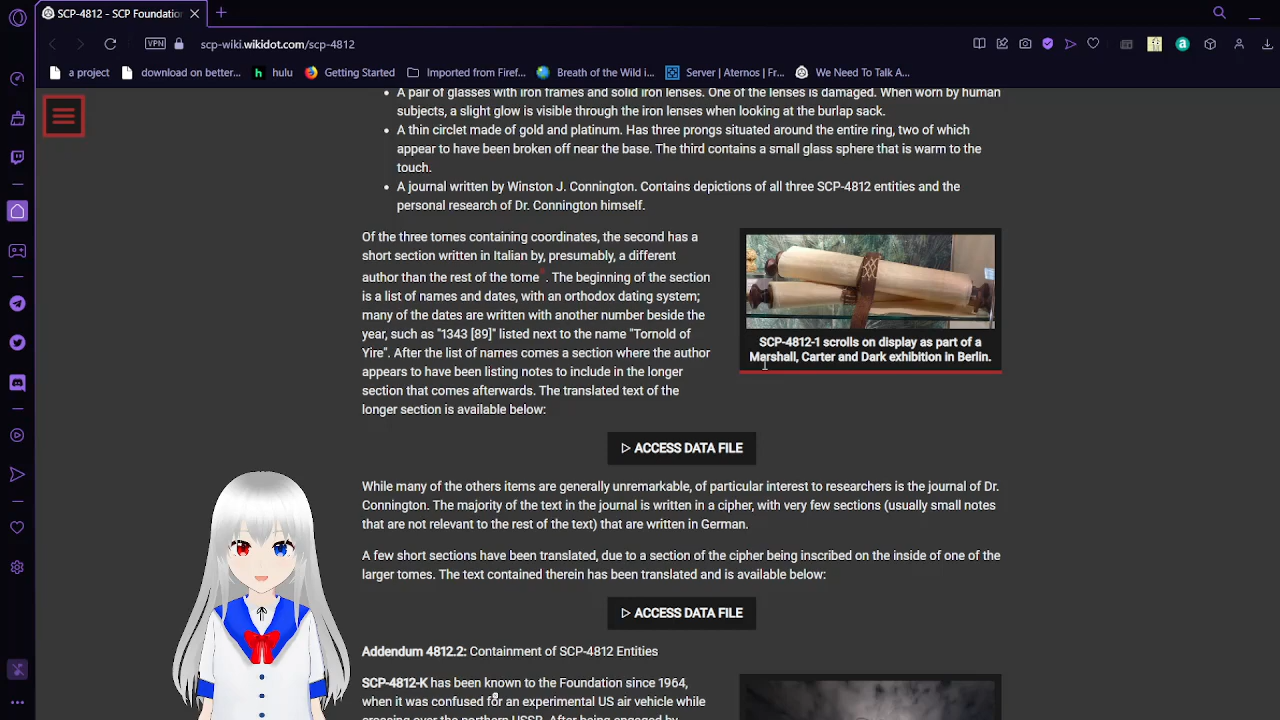 SCP-4812 - SCP Foundation
VPN
scp-wiki.wikidot.com/scp-4812
a project
download on better...
h hulu
Getting Started
Imported from Firef...
Breath of the Wild i...
Server | Aternos | Fr...
We Need To Talk A...
A pair of glasses with iron frames and solid iron lenses. One of the lenses is damaged. When worn by human
subjects, a slight glow is visible through the iron lenses when looking at the burlap sack.
A thin circlet made of gold and platinum. Has three prongs situated around the entire ring, two of which
appear to have been broken off near the base. The third contains a small glass sphere that is warm to the
touch.
A journal written by Winston J. Connington. Contains depictions of all three SCP-4812 entities and the
personal research of Dr. Connington himself.
Of the three tomes containing coordinates, the second has a
short section written in Italian by, presumably, a different
author than the rest of the tome . The beginning of the section
is a list of names and dates, with an orthodox dating system;
many of the dates are written with another number beside the
year, such as "1343 [89]" listed next to the name "Tornold of
Yire". After the list of names comes a section where the author
appears to have been listing notes to include in the longer
section that comes afterwards. The translated text of the
longer section is available below:
SCP-4812-1 scrolls on display as part of a
Marshall, Carter and Dark exhibition in Berlin.
▷ ACCESS DATA FILE
While many of the others items are generally unremarkable, of particular interest to researchers is the journal of Dr.
Connington. The majority of the text in the journal is written in a cipher, with very few sections (usually small notes
that are not relevant to the rest of the text) that are written in German.
A few short sections have been translated, due to a section of the cipher being inscribed on the inside of one of the
larger tomes. The text contained therein has been translated and is available below:
▷ ACCESS DATA FILE
Addendum 4812.2: Containment of SCP-4812 Entities
SCP-4812-K has been known to the Foundation since 1964,
when it was confused for an experimental US air vehicle while
crossing over the northern USSR. After being engaged by